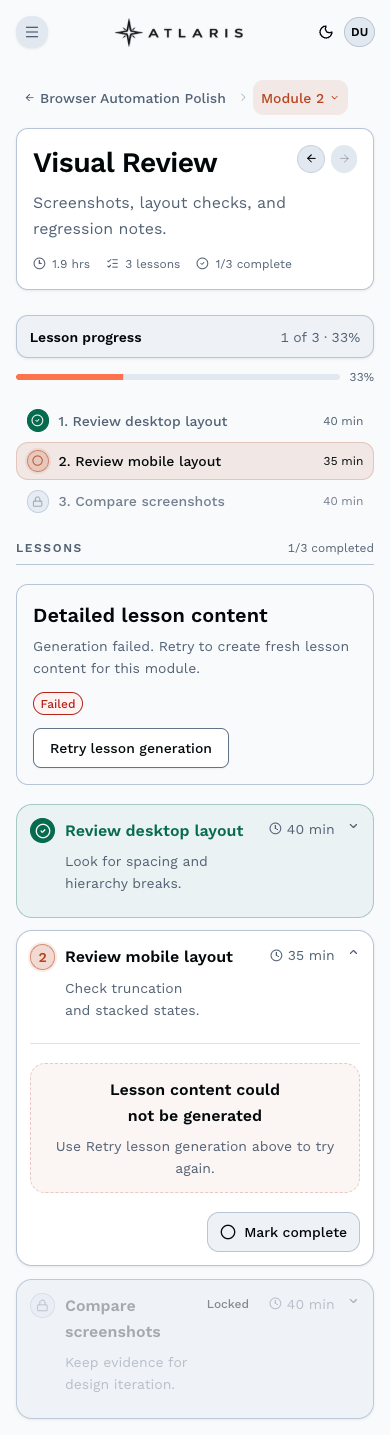 ATLARIS
DU
Browser Automation Polish
Module 2
Visual Review
Screenshots, layout checks, and
regression notes.
1.9 hrs
3 lessons
1/3 complete
Lesson progress
1 of 3 · 33%
33%
1. Review desktop layout
40 min
2. Review mobile layout
35 min
3. Compare screenshots
40 min
LESSONS
1/3 completed
Detailed lesson content
Generation failed. Retry to create fresh lesson
content for this module.
Failed
Retry lesson generation
Review desktop layout
40 min
Look for spacing and
hierarchy breaks.
2
Review mobile layout
35 min
Check truncation
and stacked states.
Lesson content could
not be generated
Use Retry lesson generation above to try
again.
Mark complete
Compare
screenshots
Locked
40 min
Keep evidence for
design iteration.